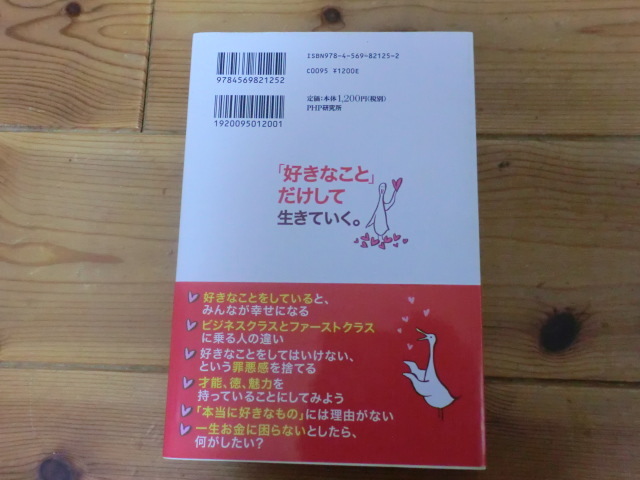 ISBN978-4-569-82125-2
C0095 ¥1200E
9784569821252
定価:本体1,200円(税別)
PHP研究所
1920095012001
「好きなこと」
だけして
生きていく。
好きなことをしていると、
みんなが幸せになる
ビジネスクラスとファーストクラス
に乗る人の違い
好きなことをしてはいけない、
という罪悪感を捨てる
才能、徳、魅力を
持っていることにしてみよう
「本当に好きなもの」には理由がない
一生お金に困らないとしたら、
何がしたい?